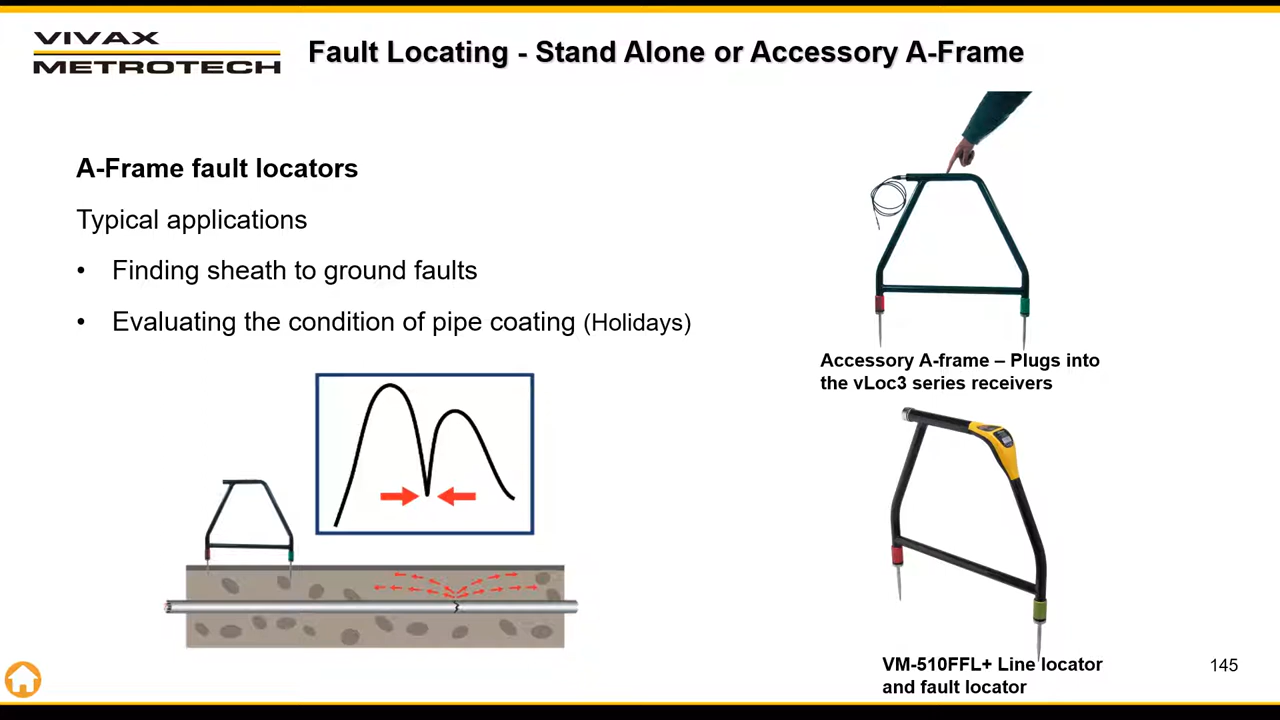 VIVAX
METROTECH
Fault Locating - Stand Alone or Accessory A-Frame
A-Frame fault locators
Typical applications
• Finding sheath to ground faults
• Evaluating the condition of pipe coating (Holidays)
Accessory A-frame – Plugs into
the vLoc3 series receivers
VM-510FFL+ Line locator
and fault locator
145